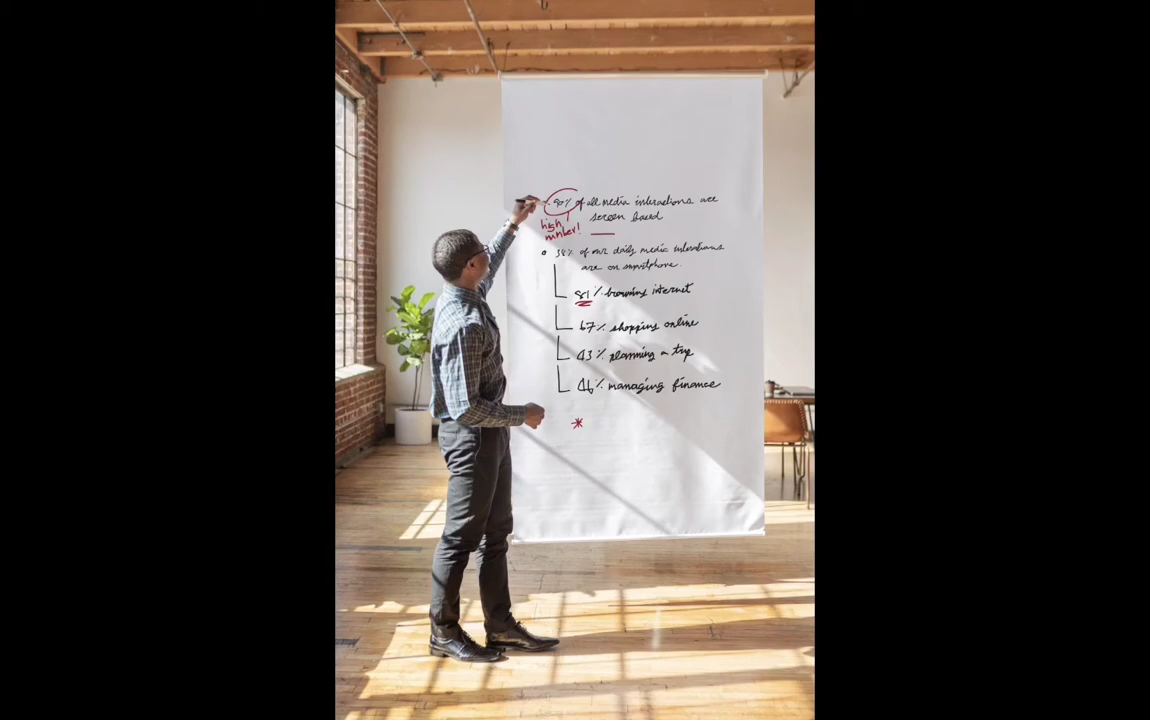 90% of all media interactions are
screen based
high
number!
38% of our daily media interactions
are on smartphone.
81% browsing internet
67% shopping online
43% planning a trip
46% managing finance
*